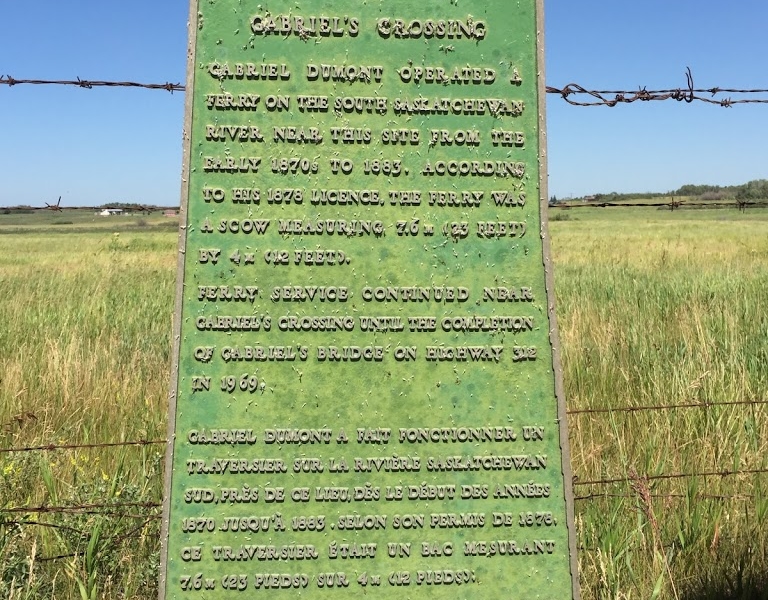 GABRIEL'S CROSSING
GABRIEL DUMONT OPERATED A
FERRY ON THE SOUTH SASKATCHEWAN
RIVER NEAR THIS SITE FROM THE
EARLY 1870s TO 1883. ACCORDING
TO HIS 1878 LICENCE, THE FERRY WAS
A SCOW MEASURING 7.6 M (23 FEET)
BY 4 M (12 FEET).
FERRY SERVICE CONTINUED NEAR
GABRIEL'S CROSSING UNTIL THE COMPLETION
OF GABRIEL'S BRIDGE ON HIGHWAY 312
IN 1969.
GABRIEL DUMONT A FAIT FONCTIONNER UN
TRAVERSIER SUR LA RIVIÈRE SASKATCHEWAN
SUD, PRÈS DE CE LIEU, DÈS LE DÉBUT DES ANNÉES
1870 JUSQU'À 1883. SELON SON PERMIS DE 1878,
CE TRAVERSIER ÉTAIT UN BAC MESURANT
7.6 M (23 PIEDS) SUR 4 M (12 PIEDS).